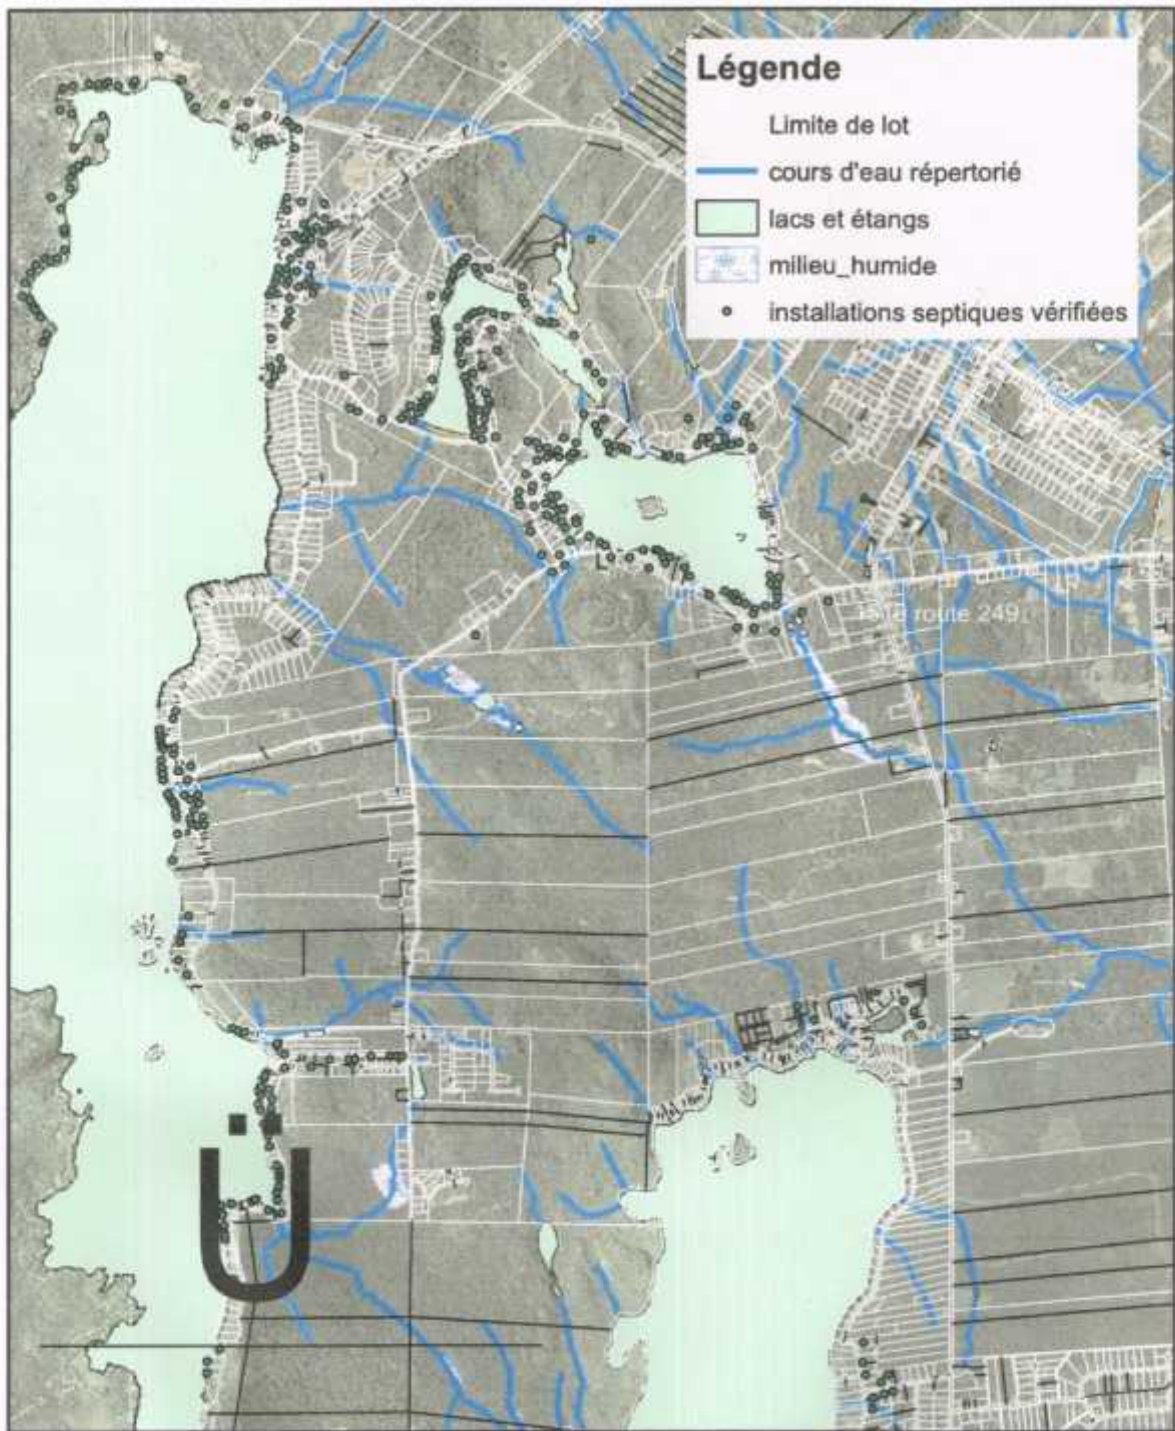 Légende
Limite de lot
cours d'eau répertorié
lacs et étangs
milieu_humide
installations septiques vérifiées
route 249
Ü